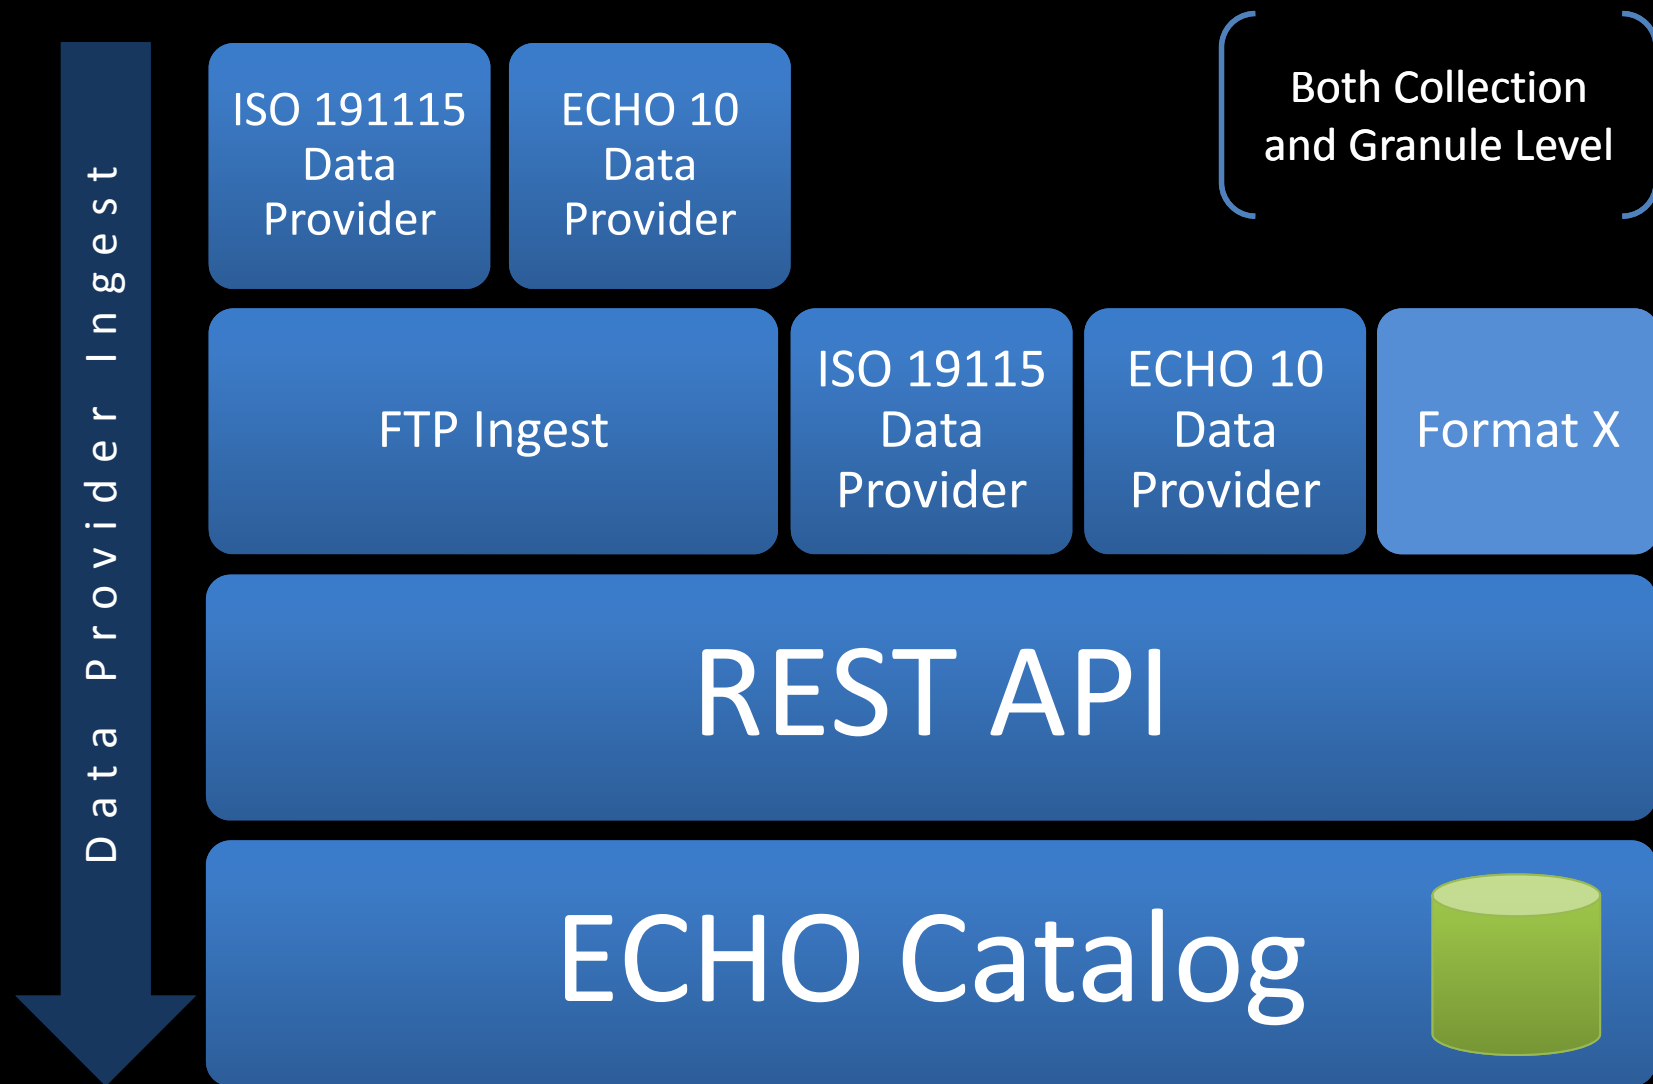 Data Provider Ingest
ISO 191115
Data
Provider
ECHO 10
Data
Provider
Both Collection
and Granule Level
FTP Ingest
ISO 19115
Data
Provider
ECHO 10
Data
Provider
Format X
REST API
ECHO Catalog